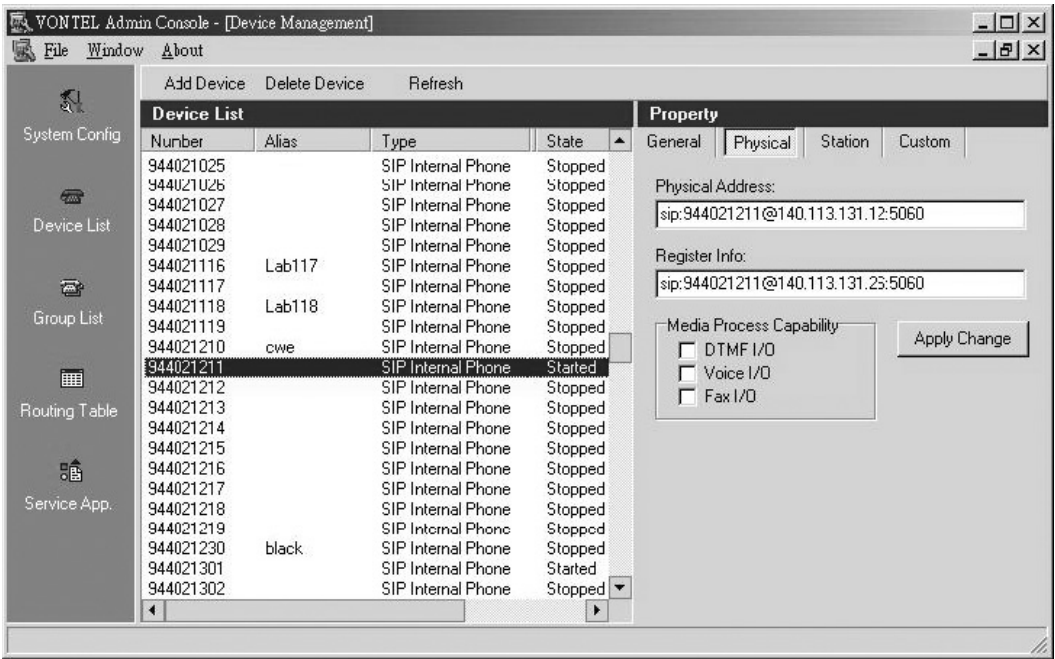 VONTEL Admin Console - [Device Management]
File Window About
System Config
Device List
Group List
Routing Table
Service App.
Add Device Delete Device Refresh
Device List
Number Alias Type State
944021025 SIP Internal Phone Stopped
944021026 SIP Internal Phone Stopped
944021027 SIP Internal Phone Stopped
944021028 SIP Internal Phone Stopped
944021029 SIP Internal Phone Stopped
944021116 Lab117 SIP Internal Phone Stopped
944021117 SIP Internal Phone Stopped
944021118 Lab118 SIP Internal Phone Stopped
944021119 SIP Internal Phone Stopped
944021210 cwe SIP Internal Phone Stopped
944021211 SIP Internal Phone Started
944021212 SIP Internal Phone Stopped
944021213 SIP Internal Phone Stopped
944021214 SIP Internal Phone Stopped
944021215 SIP Internal Phone Stopped
944021216 SIP Internal Phone Stopped
944021217 SIP Internal Phone Stopped
944021218 SIP Internal Phone Stopped
944021219 SIP Internal Phone Stopped
944021230 black SIP Internal Phone Stopped
944021301 SIP Internal Phone Started
944021302 SIP Internal Phone Stopped
Property
General Physical Station Custom
Physical Address:
sip:944021211@140.113.131.12:5060
Register Info:
sip:944021211@140.113.131.26:5060
Media Process Capability
DTMF I/O
Voice I/O
Fax I/O
Apply Change